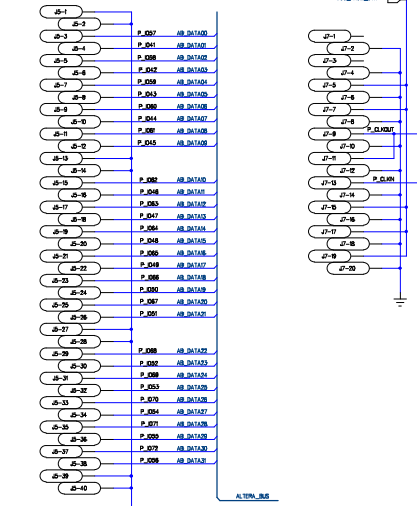 J5-1
J5-2
J5-3 P_IO57 AB_DATA00
J5-4 P_IO41 AB_DATA01
J5-5 P_IO58 AB_DATA02
J5-6 P_IO42 AB_DATA03
J5-7 P_IO59 AB_DATA04
J5-8 P_IO43 AB_DATA05
J5-9 P_IO60 AB_DATA06
J5-10 P_IO44 AB_DATA07
J5-11 P_IO61 AB_DATA08
J5-12 P_IO45 AB_DATA09
J5-13
J5-14
J5-15 P_IO62 AB_DATA10
J5-16 P_IO46 AB_DATA11
J5-17 P_IO63 AB_DATA12
J5-18 P_IO47 AB_DATA13
J5-19 P_IO64 AB_DATA14
J5-20 P_IO48 AB_DATA15
J5-21 P_IO65 AB_DATA16
J5-22 P_IO49 AB_DATA17
J5-23 P_IO66 AB_DATA18
J5-24 P_IO50 AB_DATA19
J5-25 P_IO67 AB_DATA20
J5-26 P_IO51 AB_DATA21
J5-27
J5-28
J5-29 P_IO68 AB_DATA22
J5-30 P_IO52 AB_DATA23
J5-31 P_IO69 AB_DATA24
J5-32 P_IO53 AB_DATA25
J5-33 P_IO70 AB_DATA26
J5-34 P_IO54 AB_DATA27
J5-35 P_IO71 AB_DATA28
J5-36 P_IO55 AB_DATA29
J5-37 P_IO72 AB_DATA30
J5-38 P_IO56 AB_DATA31
J5-39
J5-40
ALTERA_BUS
J7-1
J7-2
J7-3
J7-4
J7-5
J7-6
J7-7
J7-8
J7-9 P_CLKOUT
J7-10
J7-11
J7-12
J7-13 P_CLKIN
J7-14
J7-15
J7-16
J7-17
J7-18
J7-19
J7-20